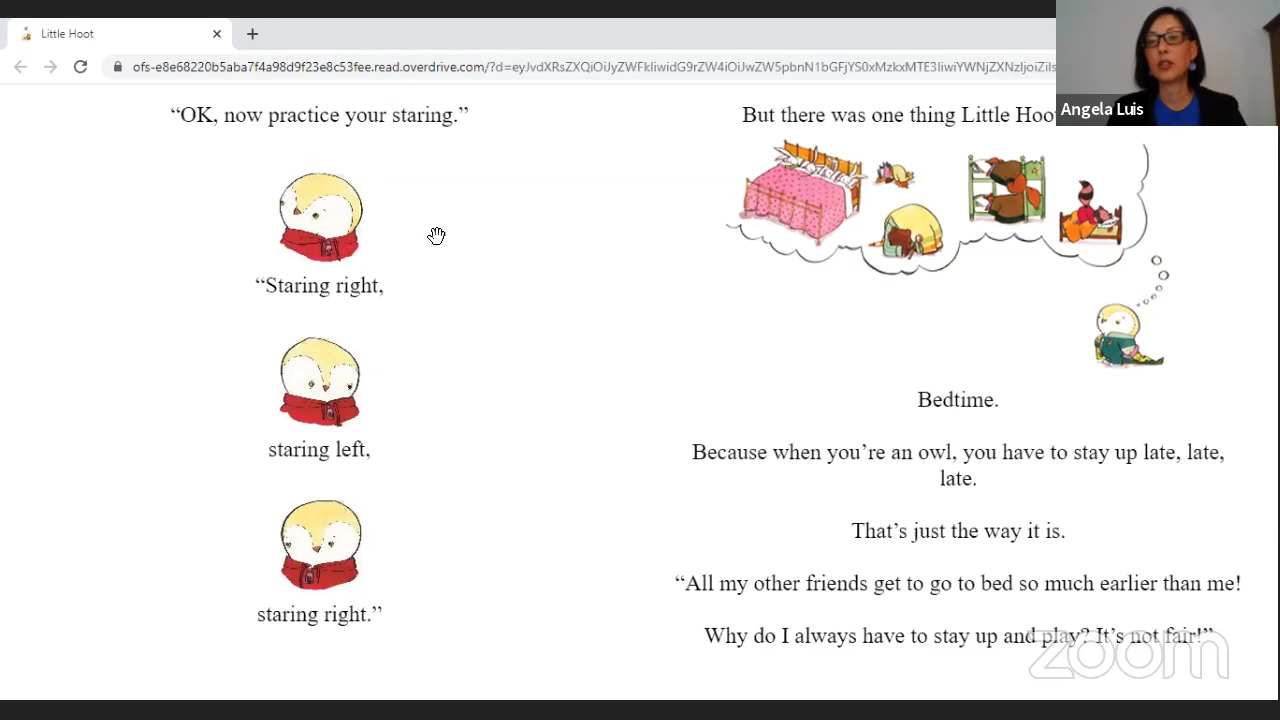 Little Hoot
ofs-e8e68220b5aba7f4a98d9f23e8c53fee.read.overdrive.com/?d=
Angela Luis
“OK, now practice your staring.”
“Staring right,
staring left,
staring right.”
But there was one thing Little
Bedtime.
Because when you’re an owl, you have to stay up late, late,
late.
That’s just the way it is.
“All my other friends get to go to bed so much earlier than me!
Why do I always have to stay up and play? It’s not fair!”
zoom